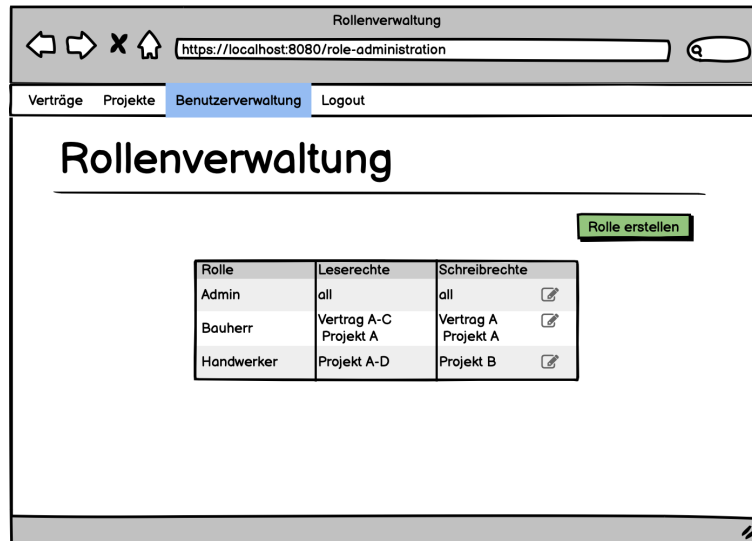 Rollenverwaltung
https://localhost:8080/role-administration
Verträge Projekte Benutzerverwaltung Logout
Rollenverwaltung
Rolle erstellen
Rolle Leserechte Schreibrechte
Admin all all
Bauherr Vertrag A-C Vertrag A
Projekt A Projekt A
Handwerker Projekt A-D Projekt B